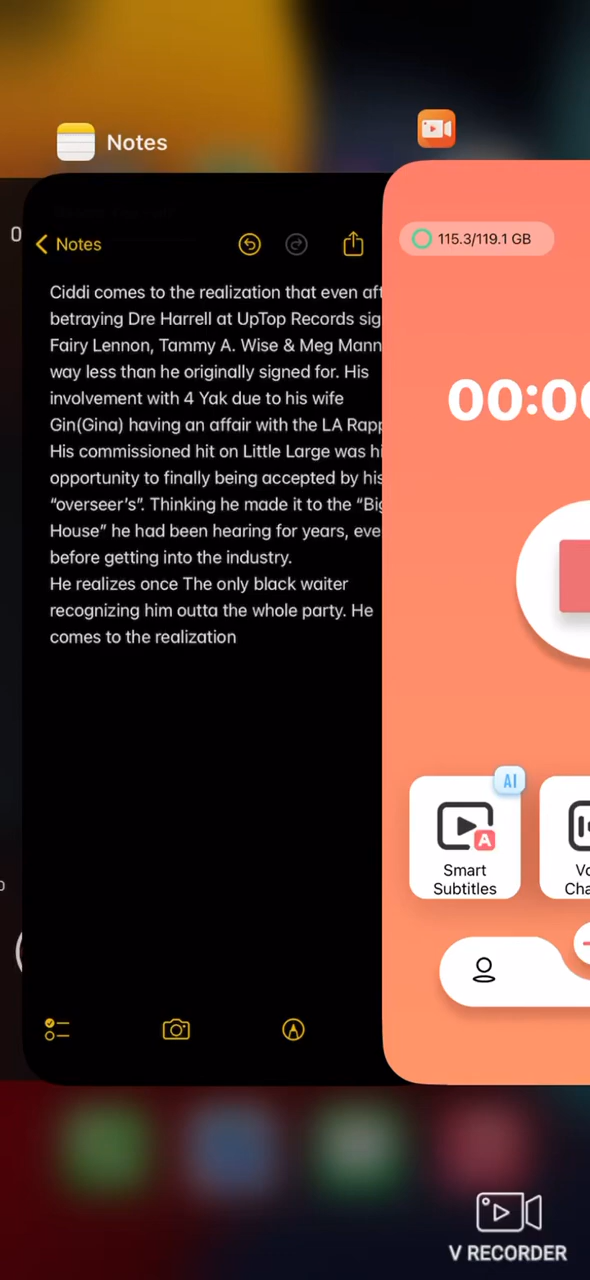 Notes
0
Notes
115.3/119.1 GB
Ciddi comes to the realization that even aft
betraying Dre Harrell at UpTop Records sig
Fairy Lennon, Tammy A. Wise & Meg Mann
way less than he originally signed for. His
involvement with 4 Yak due to his wife
Gin(Gina) having an affair with the LA Rapp
His commissioned hit on Little Large was hi
opportunity to finally being accepted by his
“overseer’s”. Thinking he made it to the “Big
House” he had been hearing for years, eve
before getting into the industry.
He realizes once The only black waiter
recognizing him outta the whole party. He
comes to the realization
00:00
AI
A
Smart
Subtitles
Vo
Cha
V RECORDER